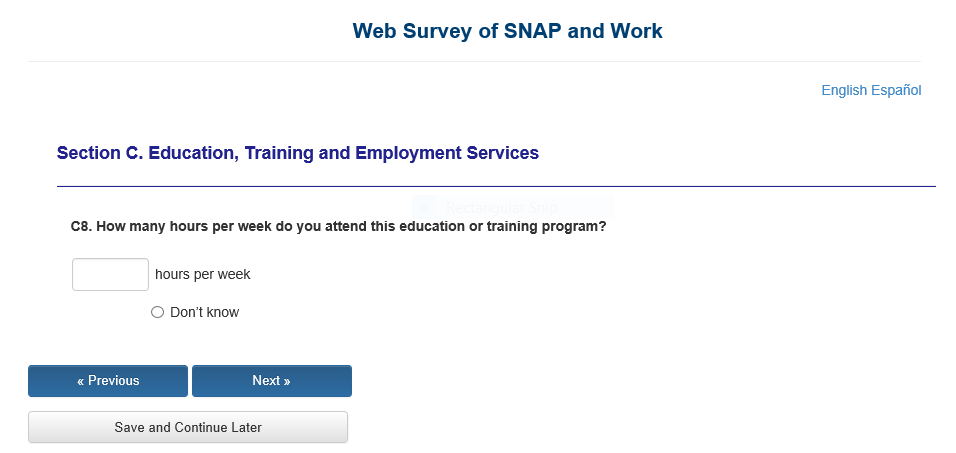 Web Survey of SNAP and Work
English Español
Section C. Education, Training and Employment Services
Rectangular Snip
C8. How many hours per week do you attend this education or training program?
hours per week
Don't know
« Previous
Next »
Save and Continue Later